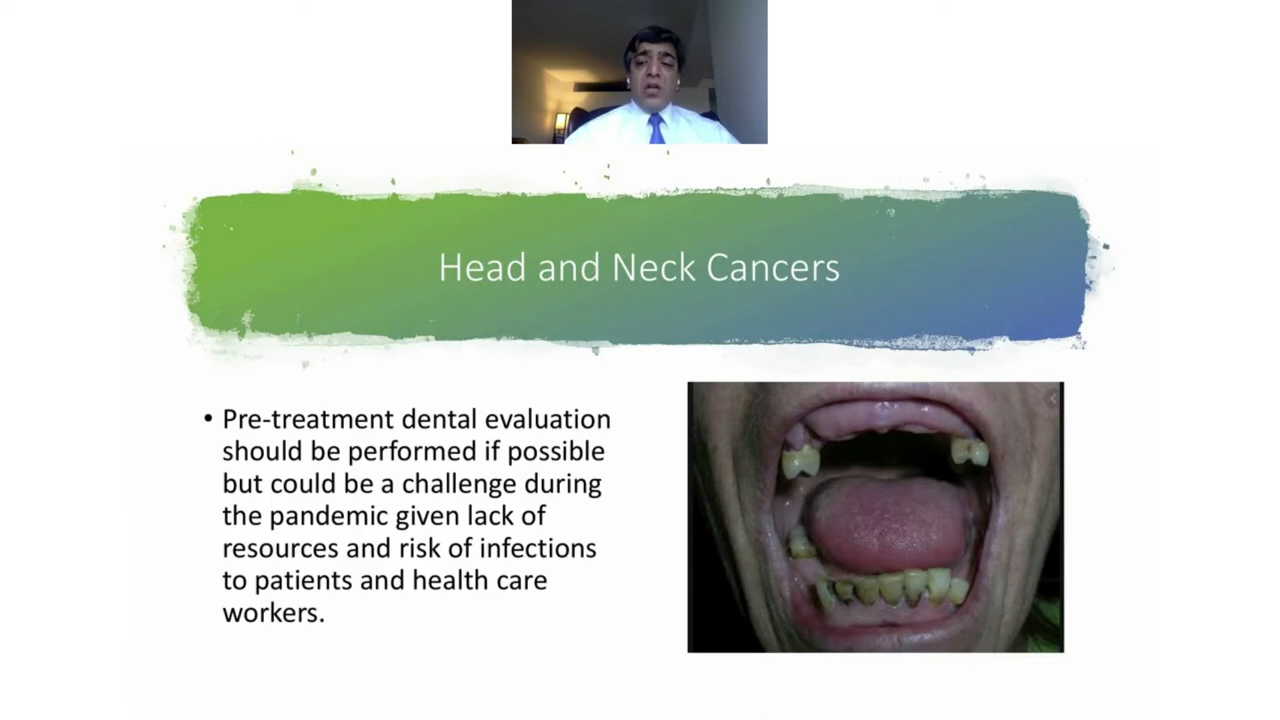 Head and Neck Cancers
• Pre-treatment dental evaluation
should be performed if possible
but could be a challenge during
the pandemic given lack of
resources and risk of infections
to patients and health care
workers.